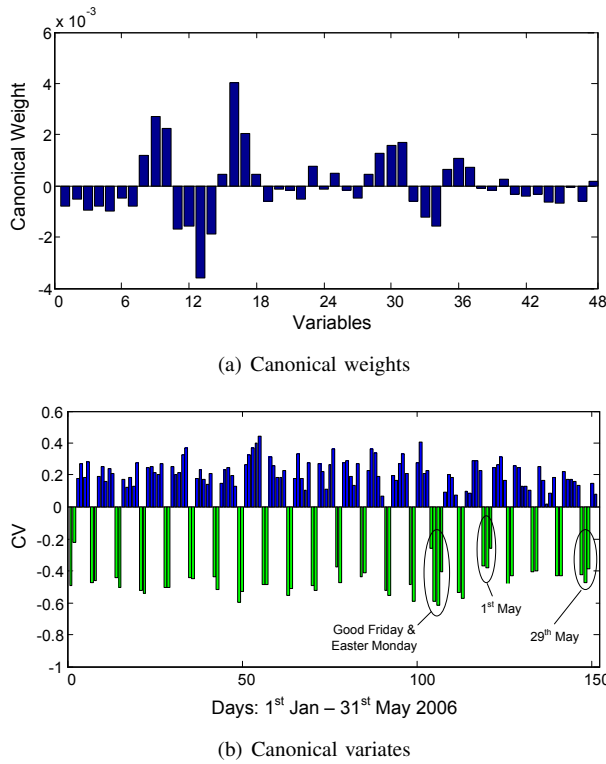 x 10⁻³
6
4
2
0
-2
-4
Canonical Weight
0 6 12 18 24 30 36 42 48
Variables
(a) Canonical weights
0.6
0.4
0.2
0
-0.2
-0.4
-0.6
-0.8
-1
CV
Good Friday &
Easter Monday
1st May
29th May
0 50 100 150
Days: 1st Jan – 31st May 2006
(b) Canonical variates